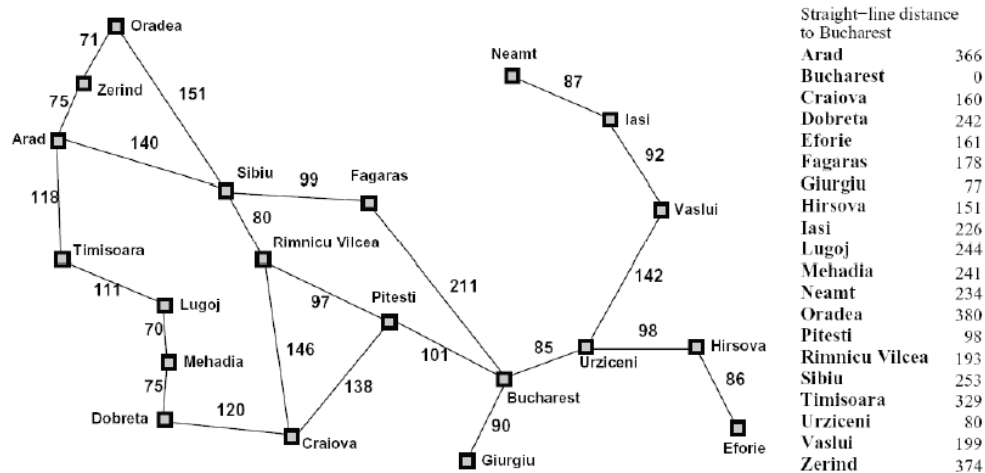 Oradea
71
Zerind
75
151
Arad
140
Sibiu
99
Fagaras
118
80
Timisoara
Rimnicu Vilcea
111
Lugoj
97
Pitesti
211
70
Mehadia
146
101
75
138
Dobreta
120
Craiova
Bucharest
90
Giurgiu
Neamt
87
Iasi
92
Vaslui
142
85
98
Hirsova
Urziceni
86
Eforie
Straight-line distance
to Bucharest
Arad 366
Bucharest 0
Craiova 160
Dobreta 242
Eforie 161
Fagaras 178
Giurgiu 77
Hirsova 151
Iasi 226
Lugoj 244
Mehadia 241
Neamt 234
Oradea 380
Pitesti 98
Rimnicu Vilcea 193
Sibiu 253
Timisoara 329
Urziceni 80
Vaslui 199
Zerind 374